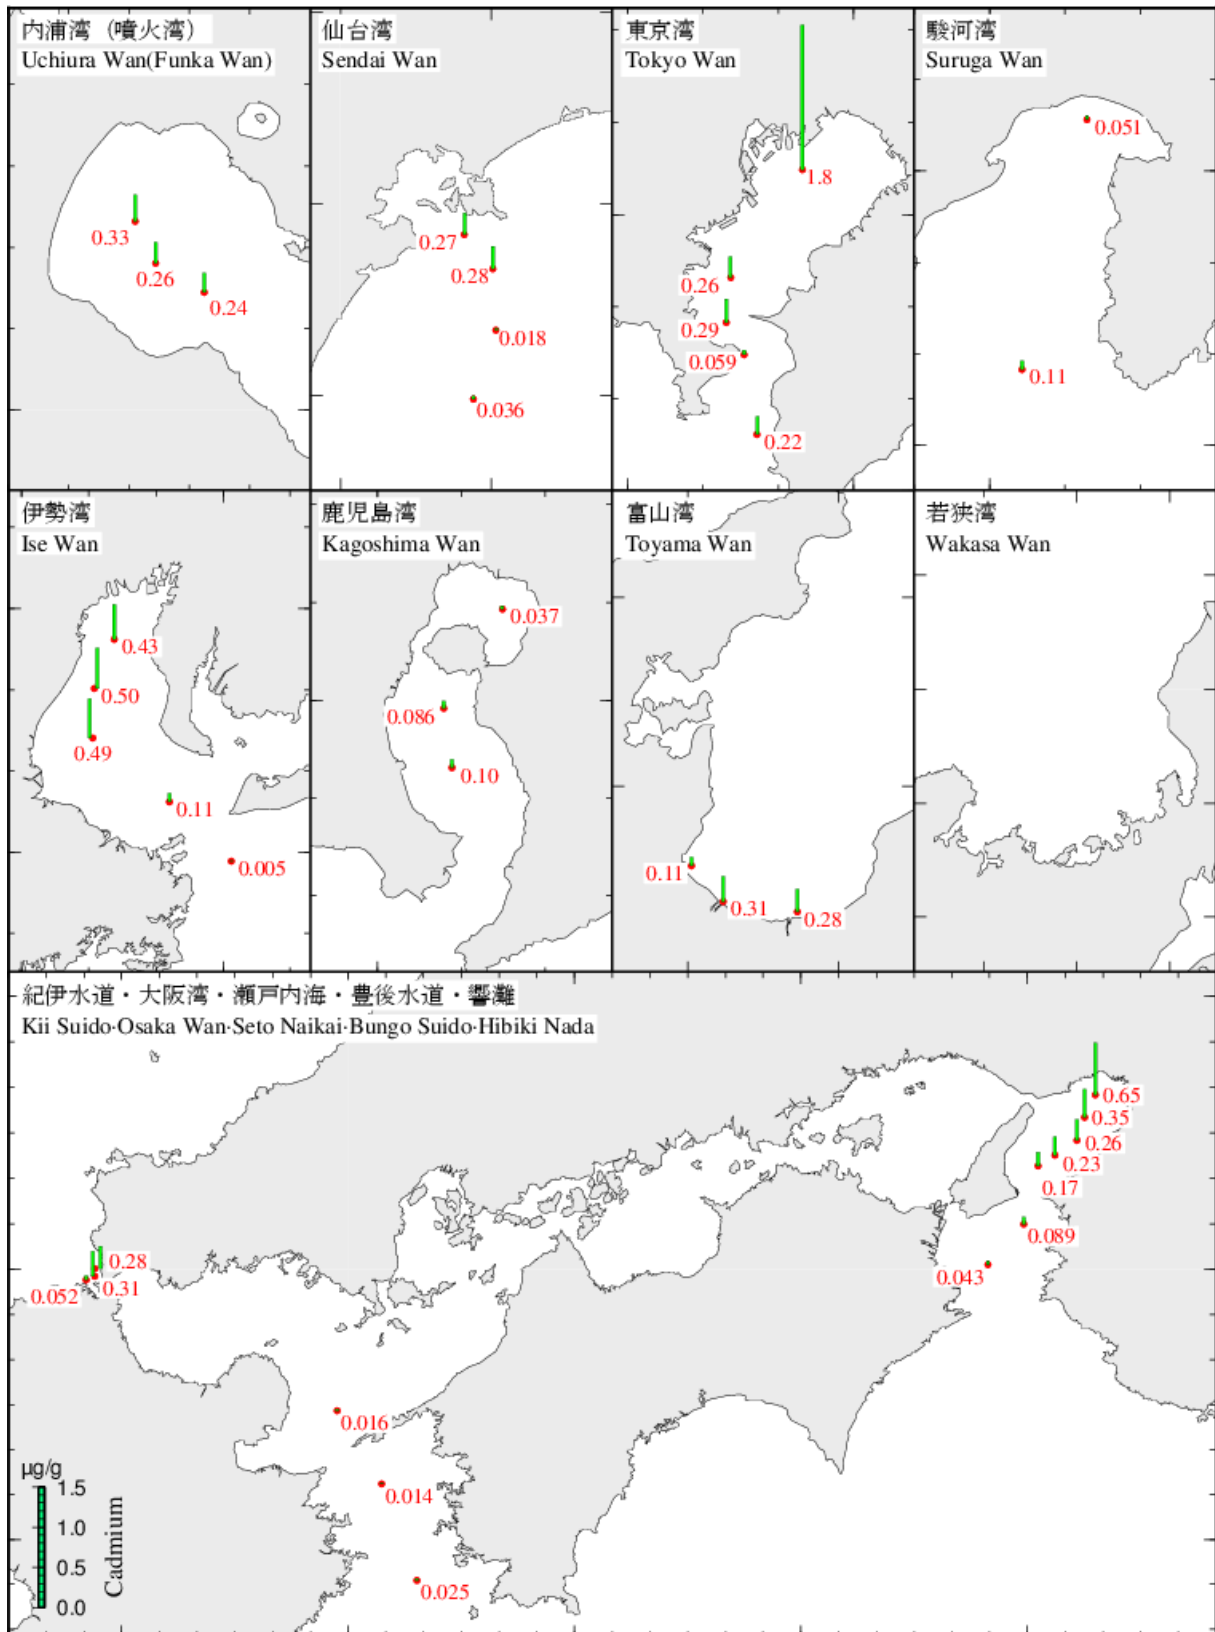 内浦湾（噴火湾）
Uchiura Wan(Funka Wan)
0.33
0.26
0.24
仙台湾
Sendai Wan
0.27
0.28
0.018
0.036
東京湾
Tokyo Wan
1.8
0.26
0.29
0.059
0.22
駿河湾
Suruga Wan
0.051
0.11
伊勢湾
Ise Wan
0.43
0.50
0.49
0.11
0.005
鹿児島湾
Kagoshima Wan
0.037
0.086
0.10
富山湾
Toyama Wan
0.11
0.31
0.28
若狭湾
Wakasa Wan
紀伊水道・大阪湾・瀬戸内海・豊後水道・響灘
Kii Suido·Osaka Wan·Seto Naikai·Bungo Suido·Hibiki Nada
0.65
0.35
0.26
0.23
0.17
0.089
0.043
0.28
0.31
0.052
0.016
0.014
0.025
µg/g
1.5
1.0
0.5
0.0
Cadmium